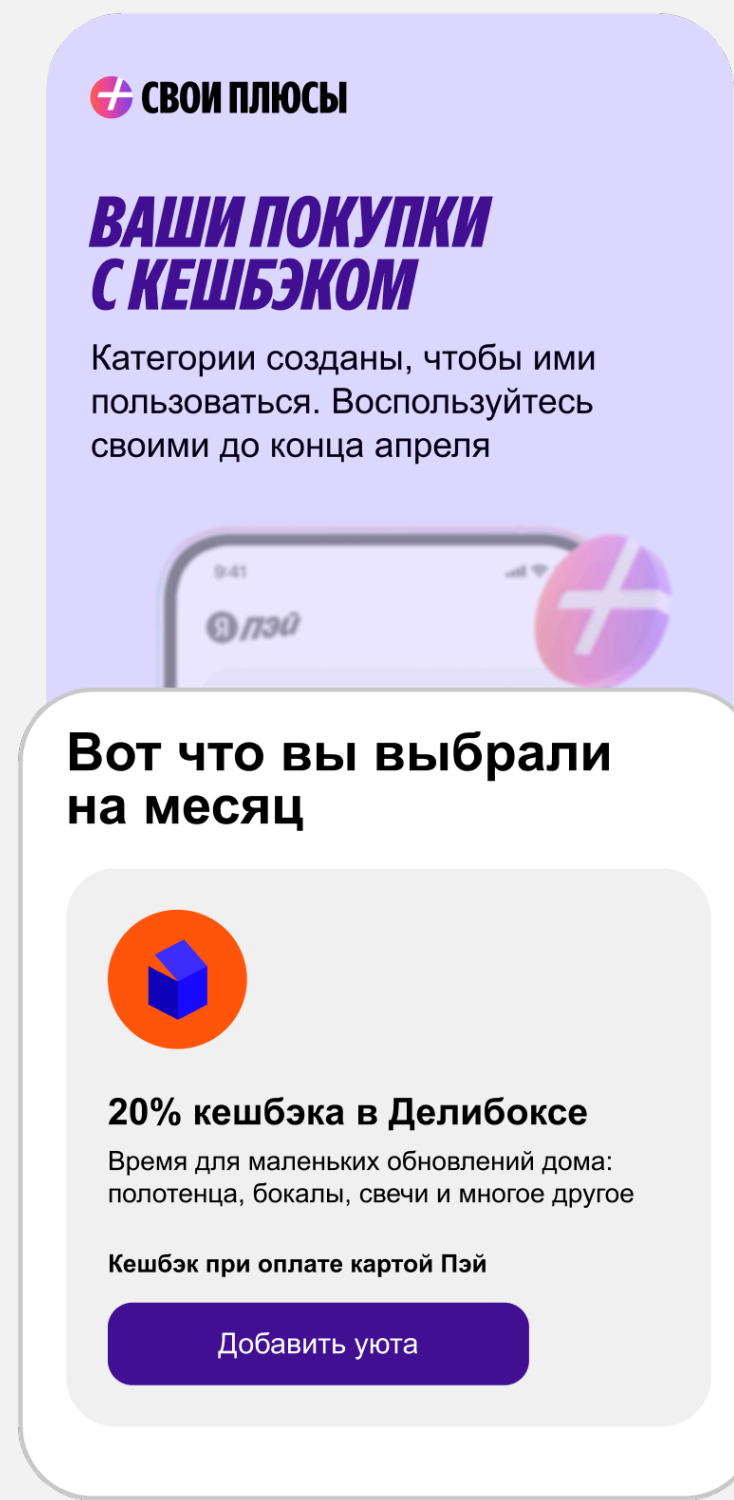 СВОИ ПЛЮСЫ
ВАШИ ПОКУПКИ
С КЕШБЭКОМ
Категории созданы, чтобы ими
пользоваться. Воспользуйтесь
своими до конца апреля
9:41
Я ПЭЙ
Вот что вы выбрали
на месяц
20% кешбэка в Делибоксе
Время для маленьких обновлений дома:
полотенца, бокалы, свечи и многое другое
Кешбэк при оплате картой Пэй
Добавить уюта